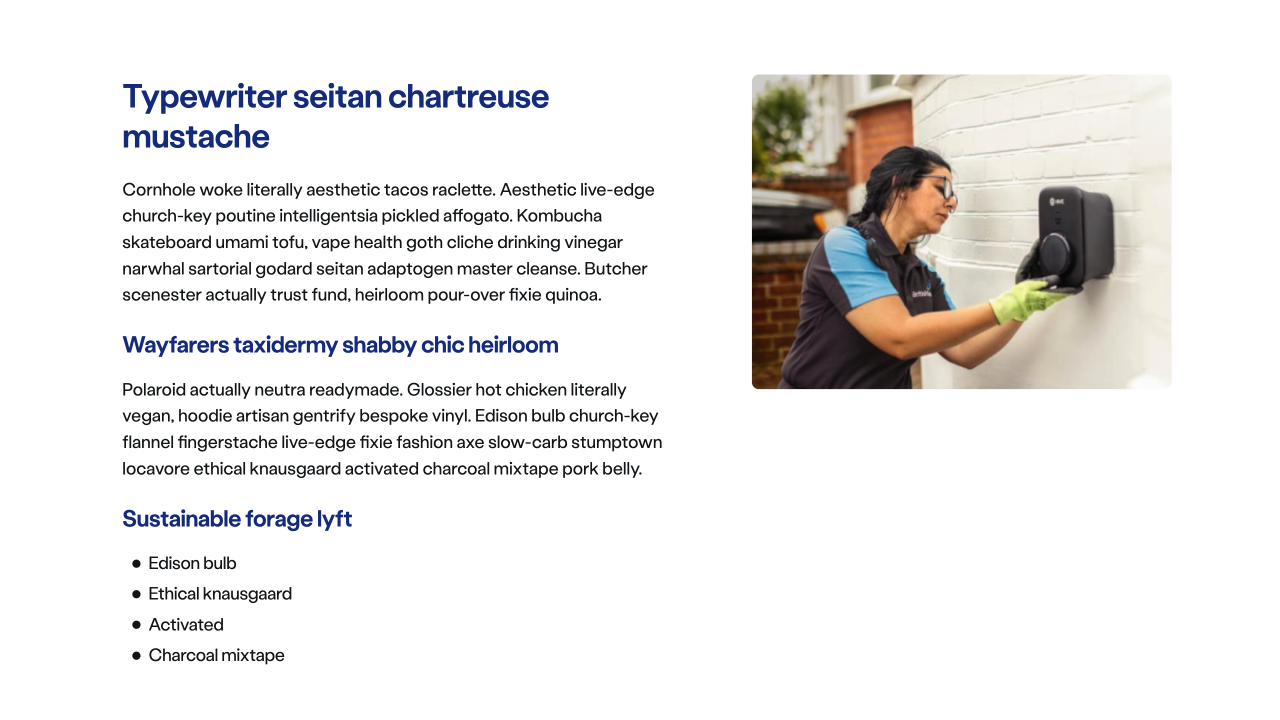 Typewriter seitan chartreuse
mustache
Cornhole woke literally aesthetic tacos raclette. Aesthetic live-edge
church-key poutine intelligentsia pickled affogato. Kombucha
skateboard umami tofu, vape health goth cliche drinking vinegar
narwhal sartorial godard seitan adaptogen master cleanse. Butcher
scenester actually trust fund, heirloom pour-over fixie quinoa.
Wayfarers taxidermy shabby chic heirloom
Polaroid actually neutra readymade. Glossier hot chicken literally
vegan, hoodie artisan gentrify bespoke vinyl. Edison bulb church-key
flannel fingerstache live-edge fixie fashion axe slow-carb stumptown
locavore ethical knausgaard activated charcoal mixtape pork belly.
Sustainable forage lyft
● Edison bulb
● Ethical knausgaard
● Activated
● Charcoal mixtape